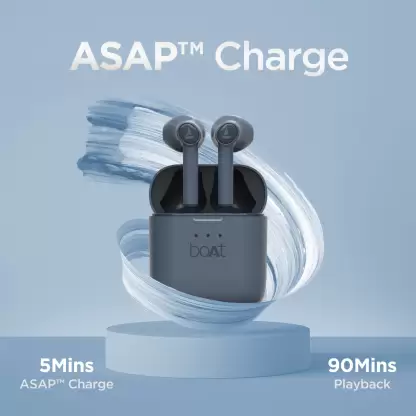 ASAP™ Charge
boAt
5Mins
ASAP™ Charge
90Mins
Playback